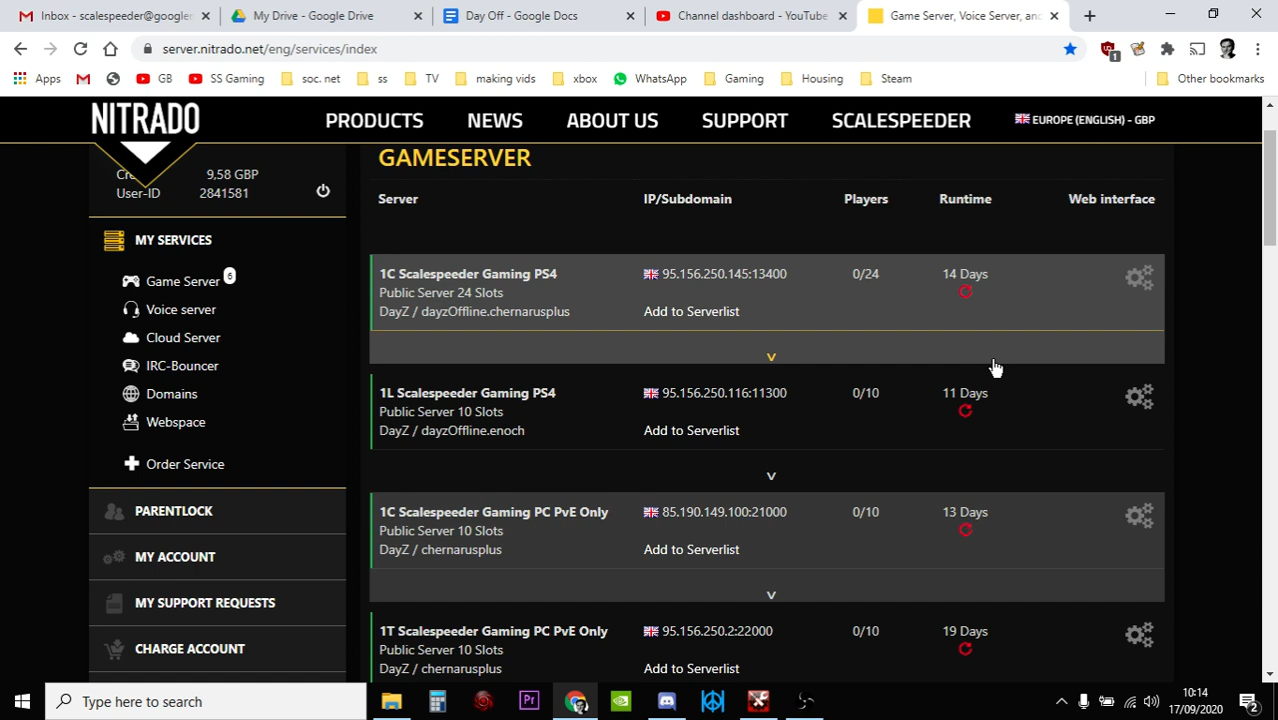 Inbox - scalespeeder@google
My Drive - Google Drive
Day Off - Google Docs
Channel dashboard - YouTube
Game Server, Voice Server, and
server.nitrado.net/eng/services/index
1
Apps
GB
SS Gaming
soc. net
ss
TV
making vids
xbox
WhatsApp
Gaming
Housing
Steam
Other bookmarks
NITRADO
PRODUCTS
NEWS
ABOUT US
SUPPORT
SCALESPEEDER
EUROPE (ENGLISH) - GBP
9,58 GBP
User-ID 2841581
MY SERVICES
Game Server 6
Voice server
Cloud Server
IRC-Bouncer
Domains
Webspace
Order Service
PARENTLOCK
MY ACCOUNT
MY SUPPORT REQUESTS
CHARGE ACCOUNT
GAMESERVER
Server IP/Subdomain Players Runtime Web interface
1C Scalespeeder Gaming PS4 95.156.250.145:13400 0/24 14 Days
Public Server 24 Slots
DayZ / dayzOffline.chernarusplus Add to Serverlist
v
1L Scalespeeder Gaming PS4 95.156.250.116:11300 0/10 11 Days
Public Server 10 Slots
DayZ / dayzOffline.enoch Add to Serverlist
v
1C Scalespeeder Gaming PC PvE Only 85.190.149.100:21000 0/10 13 Days
Public Server 10 Slots
DayZ / chernarusplus Add to Serverlist
v
1T Scalespeeder Gaming PC PvE Only 95.156.250.2:22000 0/10 19 Days
Public Server 10 Slots
DayZ / chernarusplus Add to Serverlist
Type here to search
Pr
10:14
17/09/2020
2